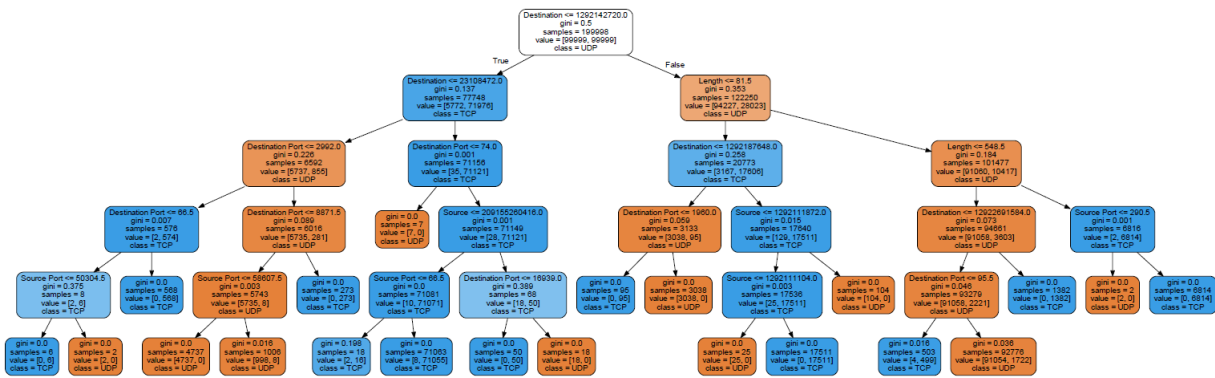 Destination <= 1292142720.0
gini = 0.5
samples = 199998
value = [99999, 99999]
class = UDP
True
False
Destination <= 23108472.0
gini = 0.137
samples = 77748
value = [5772, 71976]
class = TCP
Length <= 81.5
gini = 0.353
samples = 122250
value = [94227, 28023]
class = UDP
Destination Port <= 2992.0
gini = 0.226
samples = 6592
value = [5737, 855]
class = UDP
Destination Port <= 74.0
gini = 0.001
samples = 71156
value = [35, 71121]
class = TCP
Destination <= 1292187648.0
gini = 0.258
samples = 20773
value = [3167, 17606]
class = TCP
Length <= 548.5
gini = 0.184
samples = 101477
value = [91060, 10417]
class = UDP
Destination Port <= 66.5
gini = 0.007
samples = 576
value = [2, 574]
class = TCP
Destination Port <= 8871.5
gini = 0.089
samples = 6016
value = [5735, 281]
class = UDP
gini = 0.0
samples = 7
value = [7, 0]
class = UDP
Source <= 209155260416.0
gini = 0.001
samples = 71149
value = [28, 71121]
class = TCP
Destination Port <= 1960.0
gini = 0.059
samples = 3133
value = [3038, 95]
class = UDP
Source <= 1292111872.0
gini = 0.015
samples = 17640
value = [129, 17511]
class = TCP
Destination <= 12922691584.0
gini = 0.073
samples = 94661
value = [91058, 3603]
class = UDP
Source Port <= 290.5
gini = 0.001
samples = 6816
value = [2, 6814]
class = TCP
Source Port <= 50304.5
gini = 0.375
samples = 8
value = [2, 6]
class = TCP
gini = 0.0
samples = 568
value = [0, 568]
class = TCP
Source Port <= 58607.5
gini = 0.003
samples = 5743
value = [5735, 8]
class = UDP
gini = 0.0
samples = 273
value = [0, 273]
class = TCP
Source Port <= 66.5
gini = 0.0
samples = 71081
value = [10, 71071]
class = TCP
Destination Port <= 16939.0
gini = 0.389
samples = 68
value = [18, 50]
class = TCP
gini = 0.0
samples = 95
value = [0, 95]
class = TCP
gini = 0.0
samples = 3038
value = [3038, 0]
class = UDP
Source <= 1292111104.0
gini = 0.003
samples = 17536
value = [25, 17511]
class = TCP
gini = 0.0
samples = 104
value = [104, 0]
class = UDP
Destination Port <= 95.5
gini = 0.046
samples = 93279
value = [91058, 2221]
class = UDP
gini = 0.0
samples = 1382
value = [0, 1382]
class = TCP
gini = 0.0
samples = 2
value = [2, 0]
class = UDP
gini = 0.0
samples = 6814
value = [0, 6814]
class = TCP
gini = 0.0
samples = 6
value = [0, 6]
class = TCP
gini = 0.0
samples = 2
value = [2, 0]
class = UDP
gini = 0.0
samples = 4737
value = [4737, 0]
class = UDP
gini = 0.016
samples = 1006
value = [998, 8]
class = UDP
gini = 0.198
samples = 18
value = [2, 16]
class = TCP
gini = 0.0
samples = 71063
value = [8, 71055]
class = TCP
gini = 0.0
samples = 50
value = [0, 50]
class = TCP
gini = 0.0
samples = 18
value = [18, 0]
class = UDP
gini = 0.0
samples = 25
value = [25, 0]
class = UDP
gini = 0.0
samples = 17511
value = [0, 17511]
class = TCP
gini = 0.016
samples = 503
value = [4, 499]
class = TCP
gini = 0.036
samples = 92776
value = [91054, 1722]
class = UDP